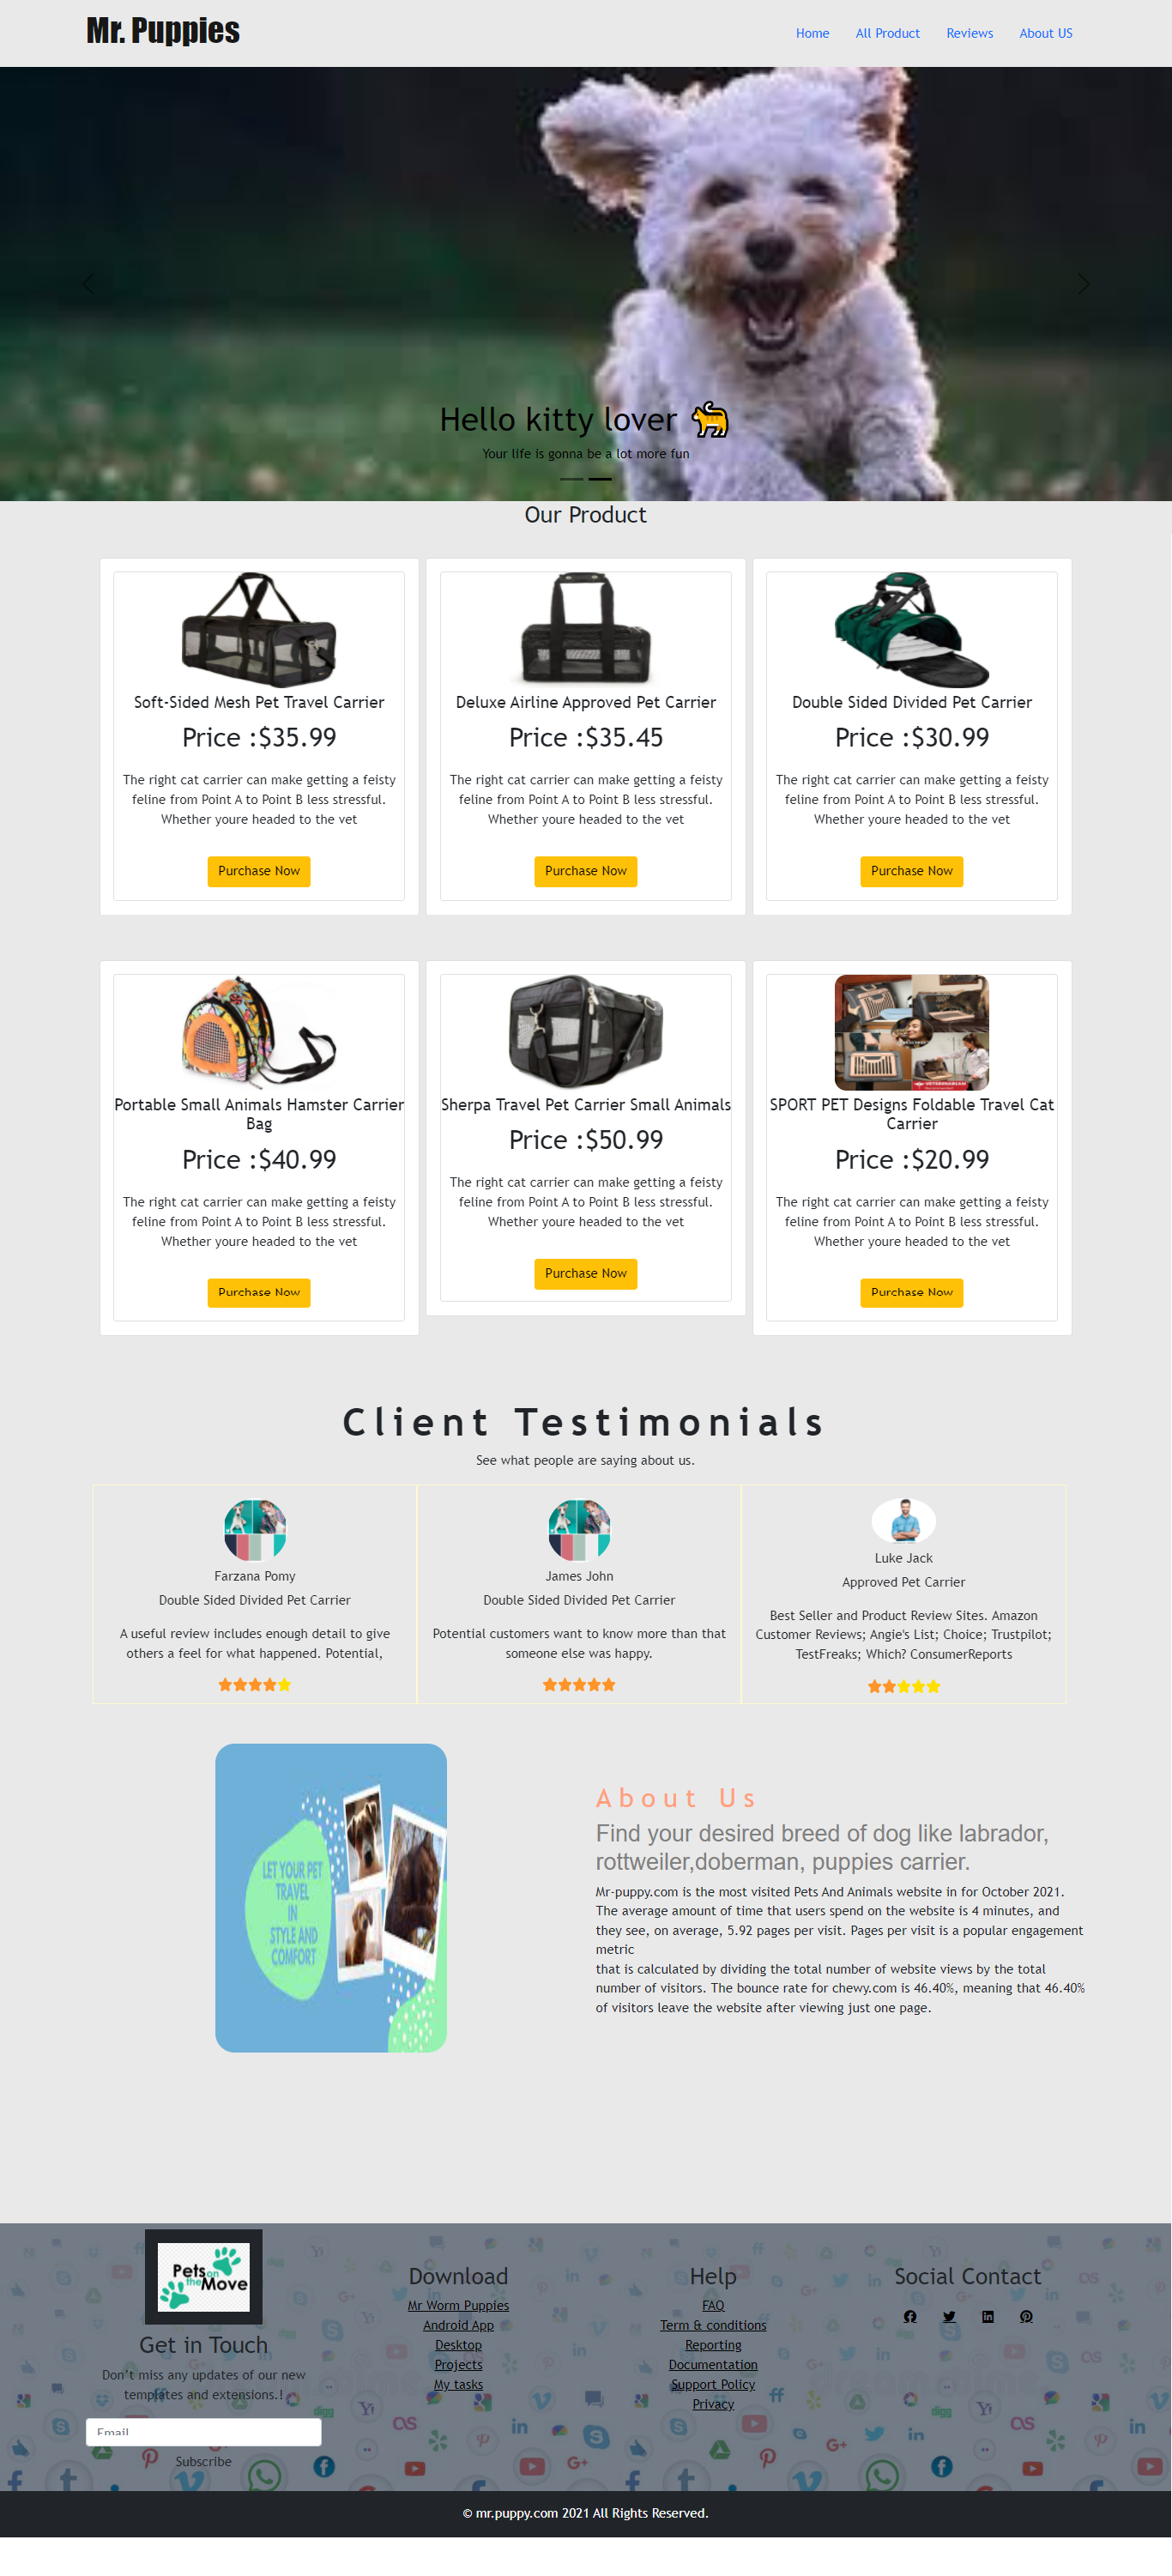 Mr. Puppies
Home
All Product
Reviews
About US
Hello kitty lover
Your life is gonna be a lot more fun
Our Product
Soft-Sided Mesh Pet Travel Carrier
Price :$35.99
The right cat carrier can make getting a feisty
feline from Point A to Point B less stressful.
Whether youre headed to the vet
Purchase Now
Deluxe Airline Approved Pet Carrier
Price :$35.45
The right cat carrier can make getting a feisty
feline from Point A to Point B less stressful.
Whether youre headed to the vet
Purchase Now
Double Sided Divided Pet Carrier
Price :$30.99
The right cat carrier can make getting a feisty
feline from Point A to Point B less stressful.
Whether youre headed to the vet
Purchase Now
Portable Small Animals Hamster Carrier
Bag
Price :$40.99
The right cat carrier can make getting a feisty
feline from Point A to Point B less stressful.
Whether youre headed to the vet
Purchase Now
Sherpa Travel Pet Carrier Small Animals
Price :$50.99
The right cat carrier can make getting a feisty
feline from Point A to Point B less stressful.
Whether youre headed to the vet
Purchase Now
SPORT PET Designs Foldable Travel Cat
Carrier
Price :$20.99
The right cat carrier can make getting a feisty
feline from Point A to Point B less stressful.
Whether youre headed to the vet
Purchase Now
Client Testimonials
See what people are saying about us.
Farzana Pomy
Double Sided Divided Pet Carrier
A useful review includes enough detail to give
others a feel for what happened. Potential,
James John
Double Sided Divided Pet Carrier
Potential customers want to know more than that
someone else was happy.
Luke Jack
Approved Pet Carrier
Best Seller and Product Review Sites. Amazon
Customer Reviews; Angie's List; Choice; Trustpilot;
TestFreaks; Which? ConsumerReports
LET YOUR PET
TRAVEL
IN
STYLE AND
COMFORT
About Us
Find your desired breed of dog like labrador,
rottweiler,doberman, puppies carrier.
Mr-puppy.com is the most visited Pets And Animals website in for October 2021.
The average amount of time that users spend on the website is 4 minutes, and
they see, on average, 5.92 pages per visit. Pages per visit is a popular engagement
metric
that is calculated by dividing the total number of website views by the total
number of visitors. The bounce rate for chewy.com is 46.40%, meaning that 46.40%
of visitors leave the website after viewing just one page.
Pets on
the Move
Get in Touch
Don't miss any updates of our new
templates and extensions.!
Email
Subscribe
Download
Mr Worm Puppies
Android App
Desktop
Projects
My tasks
Help
FAQ
Term & conditions
Reporting
Documentation
Support Policy
Privacy
Social Contact
© mr.puppy.com 2021 All Rights Reserved.